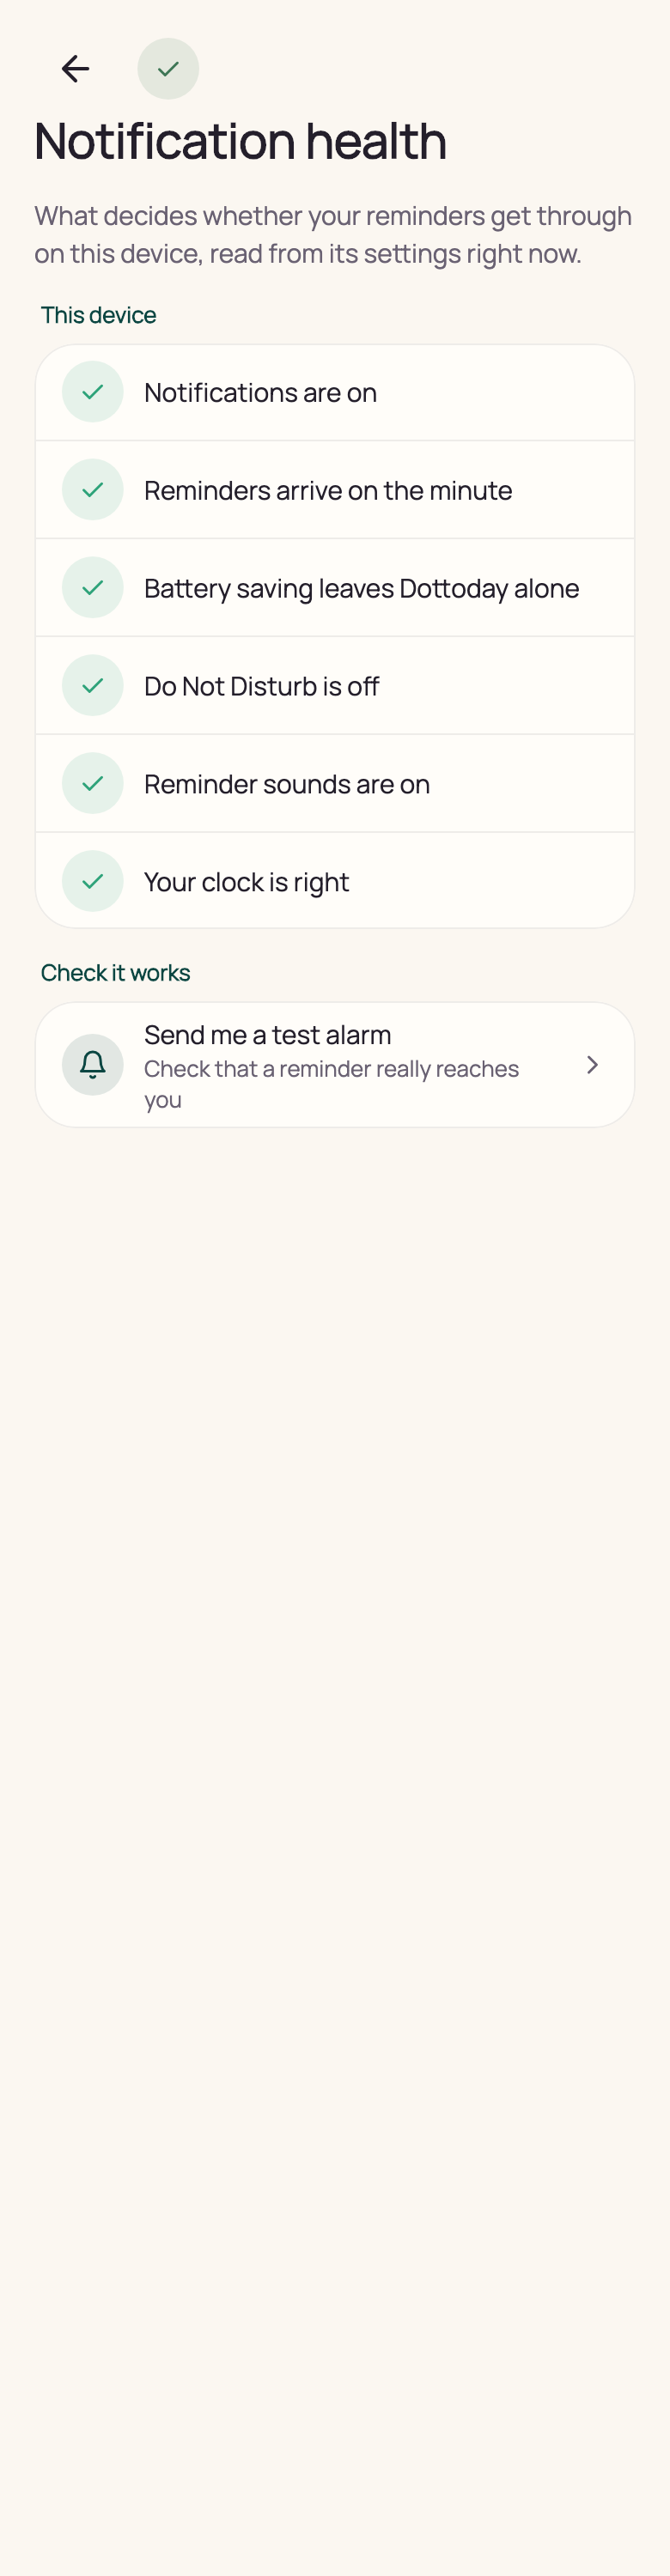 Notification health
What decides whether your reminders get through
on this device, read from its settings right now.
This device
Notifications are on
Reminders arrive on the minute
Battery saving leaves Dottoday alone
Do Not Disturb is off
Reminder sounds are on
Your clock is right
Check it works
Send me a test alarm
Check that a reminder really reaches
you